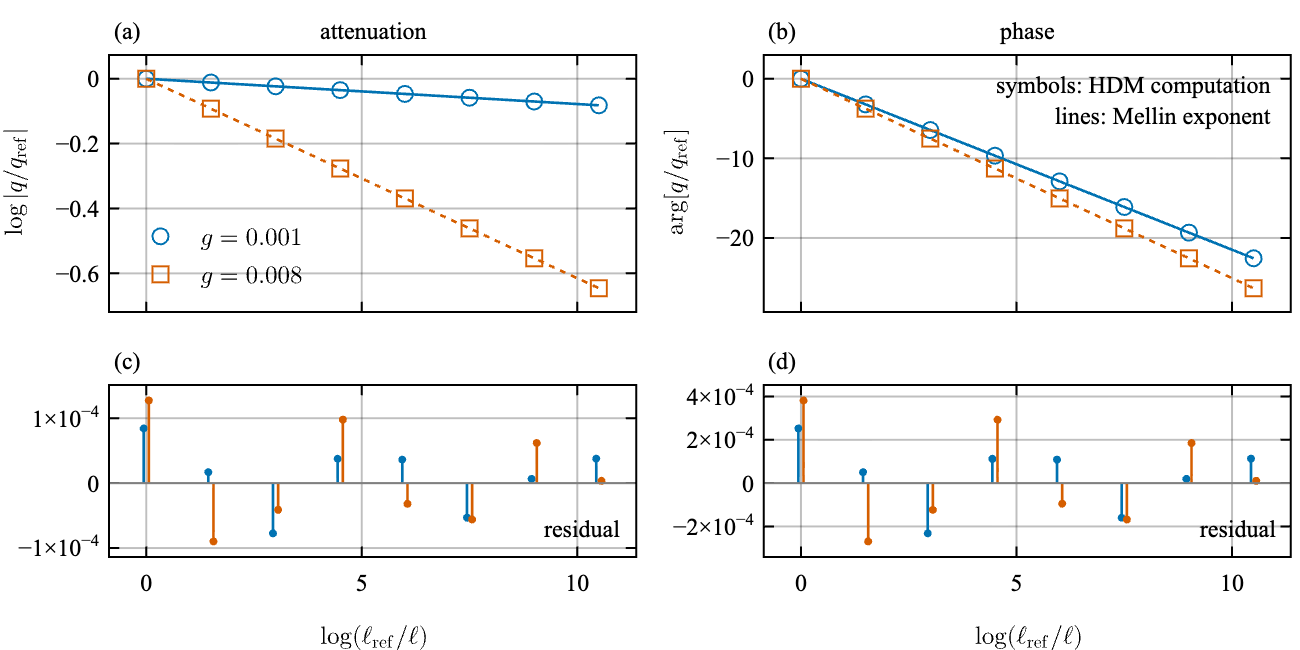 (a) attenuation
log |q/q_ref|
0
−0.2
−0.4
−0.6
g = 0.001
g = 0.008
(b) phase
arg[q/q_ref]
0
−10
−20
symbols: HDM computation
lines: Mellin exponent
(c)
1×10⁻⁴
0
−1×10⁻⁴
residual
0 5 10
log(ℓ_ref/ℓ)
(d)
4×10⁻⁴
2×10⁻⁴
0
−2×10⁻⁴
residual
0 5 10
log(ℓ_ref/ℓ)